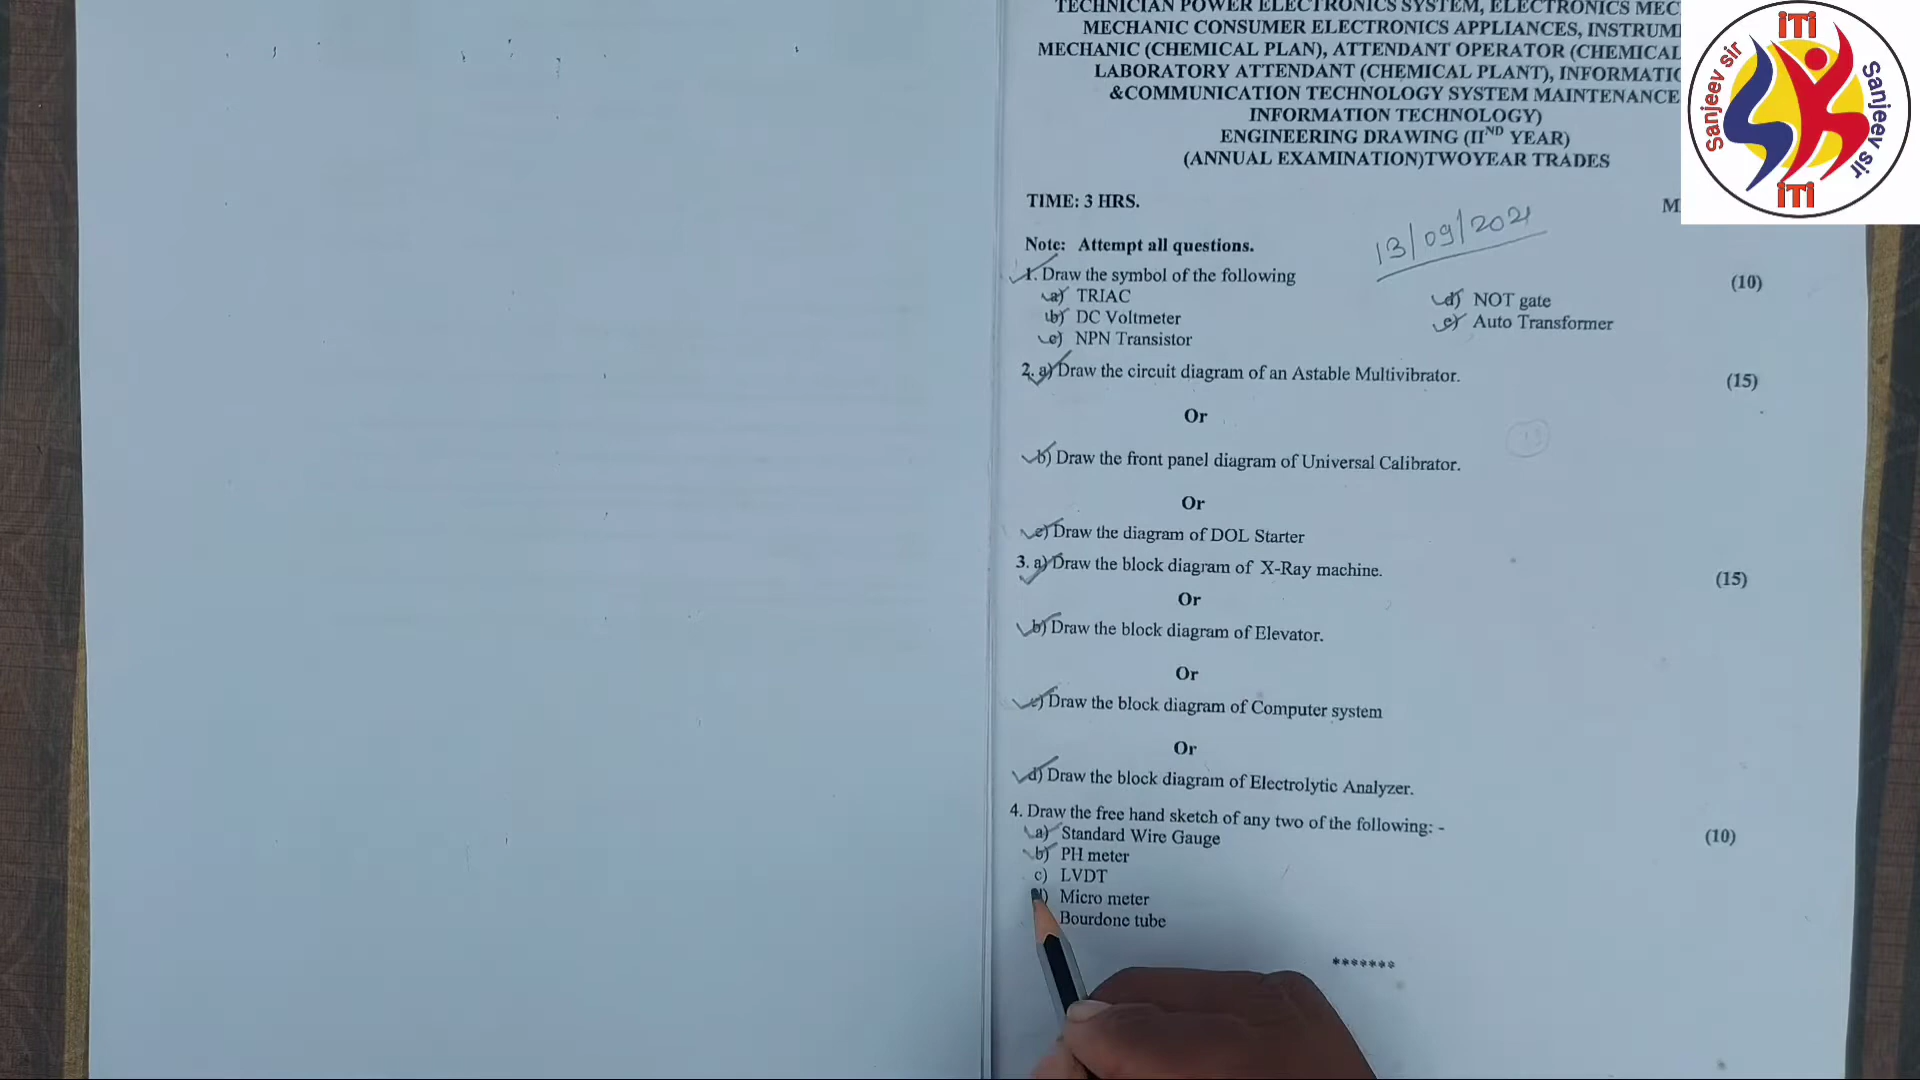 TECHNICIAN POWER ELECTRONICS SYSTEM, ELECTRONICS MEC
MECHANIC CONSUMER ELECTRONICS APPLIANCES, INSTRUM
MECHANIC (CHEMICAL PLAN), ATTENDANT OPERATOR (CHEMICAL
LABORATORY ATTENDANT (CHEMICAL PLANT), INFORMATIO
&COMMUNICATION TECHNOLOGY SYSTEM MAINTENANCE
INFORMATION TECHNOLOGY)
ENGINEERING DRAWING (IIND YEAR)
(ANNUAL EXAMINATION)TWOYEAR TRADES
iTi
Sanjeev sir
Sanjeev sir
iTi
TIME: 3 HRS.
M
13/09/2021
Note: Attempt all questions.
1. Draw the symbol of the following (10)
a) TRIAC d) NOT gate
b) DC Voltmeter e) Auto Transformer
c) NPN Transistor
2. a) Draw the circuit diagram of an Astable Multivibrator. (15)
Or
b) Draw the front panel diagram of Universal Calibrator.
Or
c) Draw the diagram of DOL Starter
3. a) Draw the block diagram of X-Ray machine. (15)
Or
b) Draw the block diagram of Elevator.
Or
c) Draw the block diagram of Computer system
Or
d) Draw the block diagram of Electrolytic Analyzer.
4. Draw the free hand sketch of any two of the following: - (10)
a) Standard Wire Gauge
b) PH meter
c) LVDT
d) Micro meter
Bourdone tube
*******